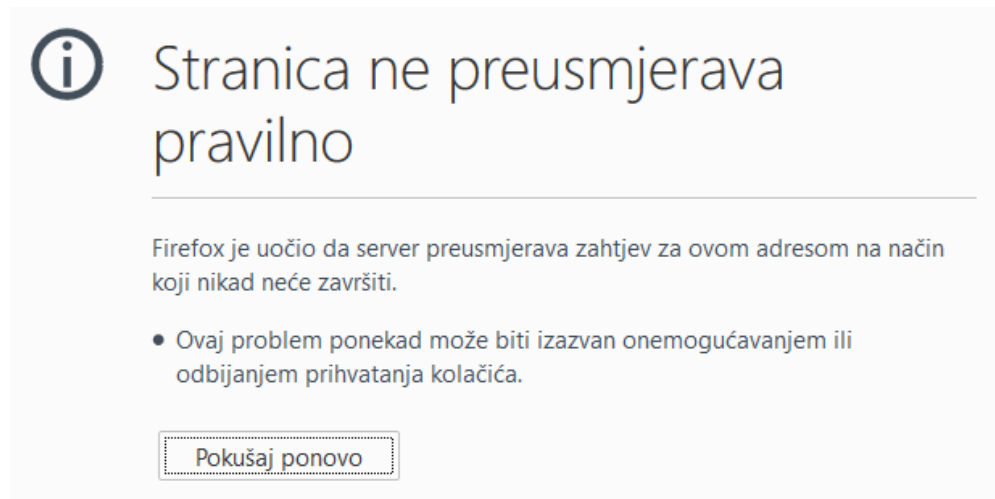 Stranica ne preusmjerava
pravilno
Firefox je uočio da server preusmjerava zahtjev za ovom adresom na način
koji nikad neće završiti.
• Ovaj problem ponekad može biti izazvan onemogućavanjem ili
odbijanjem prihvatanja kolačića.
Pokušaj ponovo